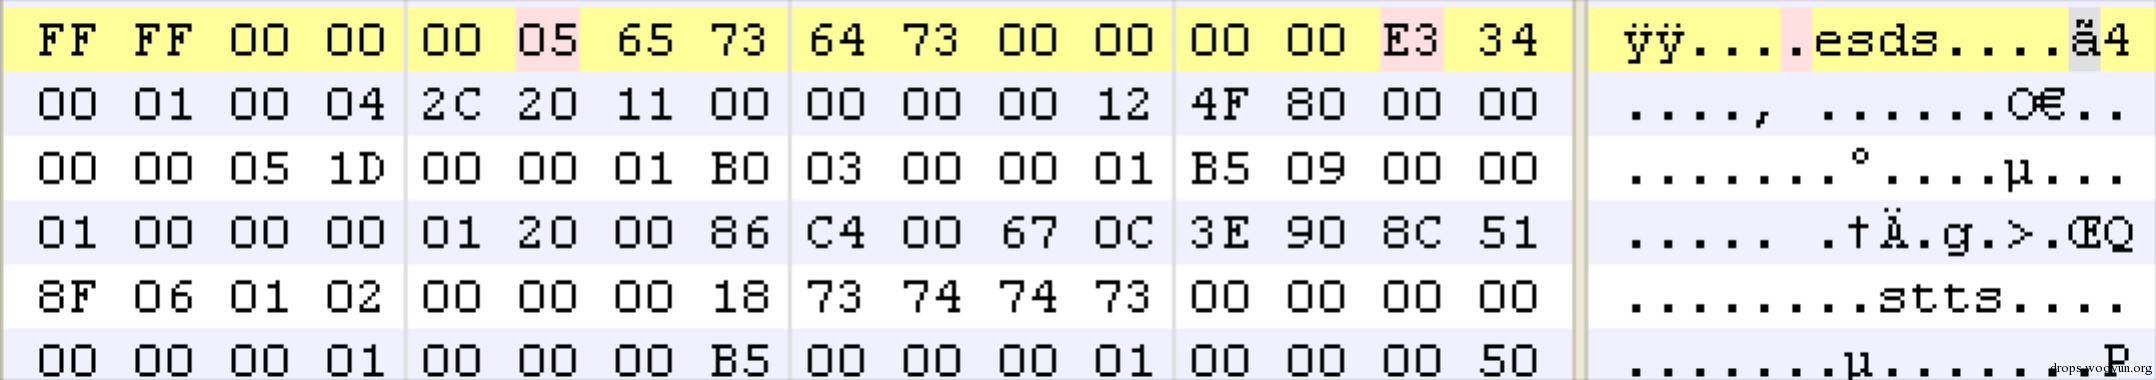 FF FF 00 00 00 05 65 73 64 73 00 00 00 00 E3 34 ÿÿ....esds....ã4
00 01 00 04 2C 20 11 00 00 00 00 12 4F 80 00 00 ...., ......O€..
00 00 05 1D 00 00 01 B0 03 00 00 01 B5 09 00 00 .......°....µ...
01 00 00 00 01 20 00 86 C4 00 67 0C 3E 90 8C 51 ..... .†Ä.g.>.ŒQ
8F 06 01 02 00 00 00 18 73 74 74 73 00 00 00 00 ........stts....
00 00 00 01 00 00 00 B5 00 00 00 01 00 00 00 50 .......µ.......P
drops.wooyun.org